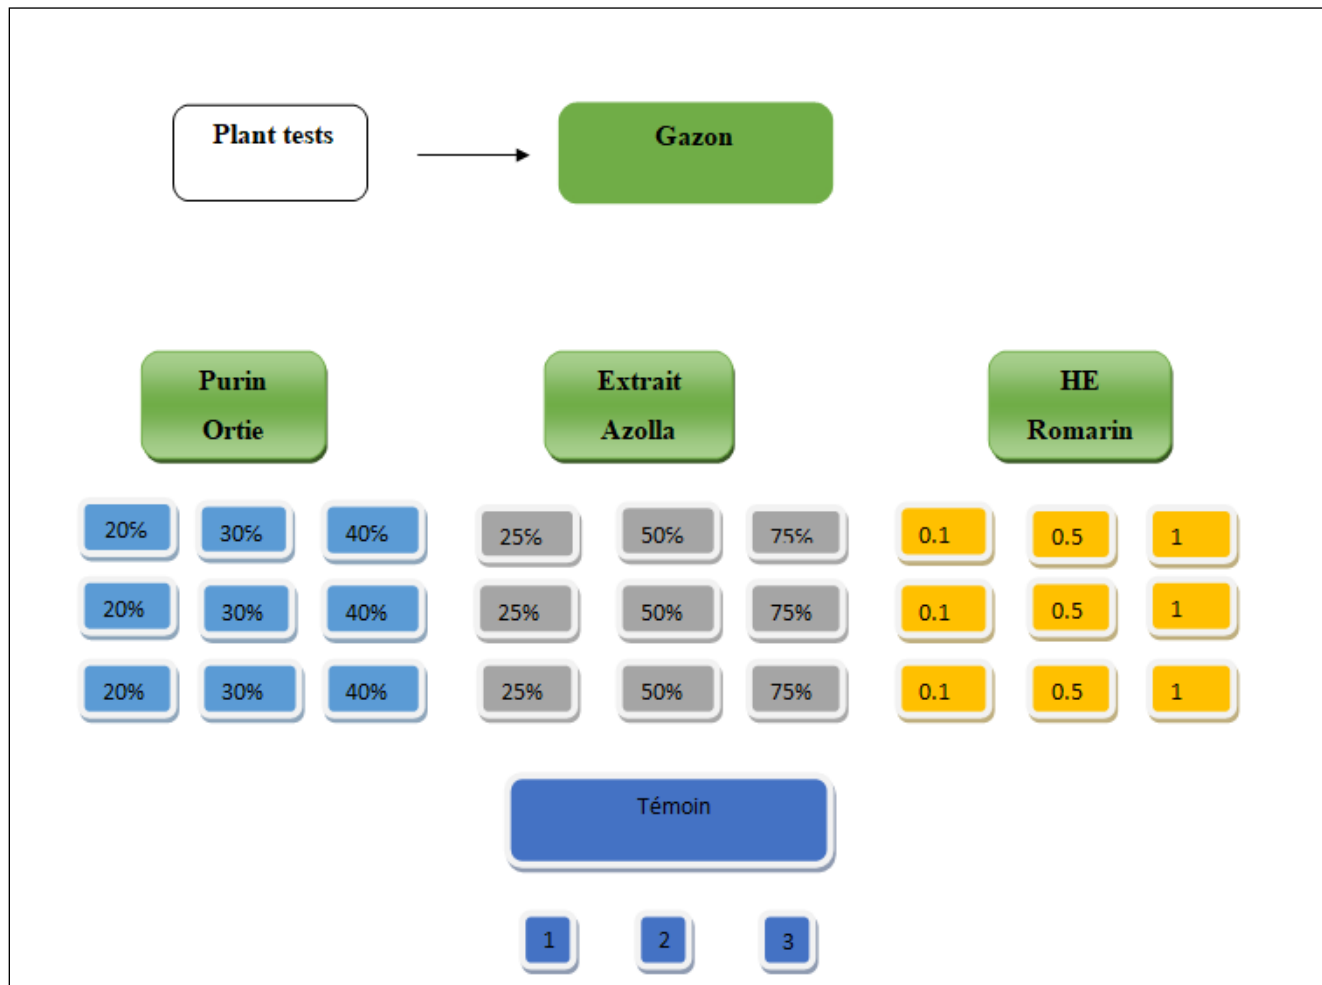 Plant tests
Gazon
Purin
Ortie
Extrait
Azolla
HE
Romarin
20% 30% 40% 25% 50% 75% 0.1 0.5 1
20% 30% 40% 25% 50% 75% 0.1 0.5 1
20% 30% 40% 25% 50% 75% 0.1 0.5 1
Témoin
1 2 3